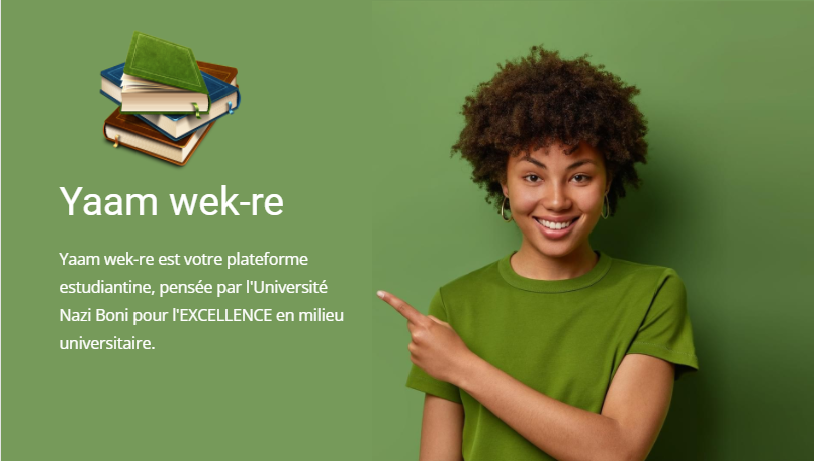 Yaam wek-re
Yaam wek-re est votre plateforme
estudiantine, pensée par l'Université
Nazi Boni pour l'EXCELLENCE en milieu
universitaire.